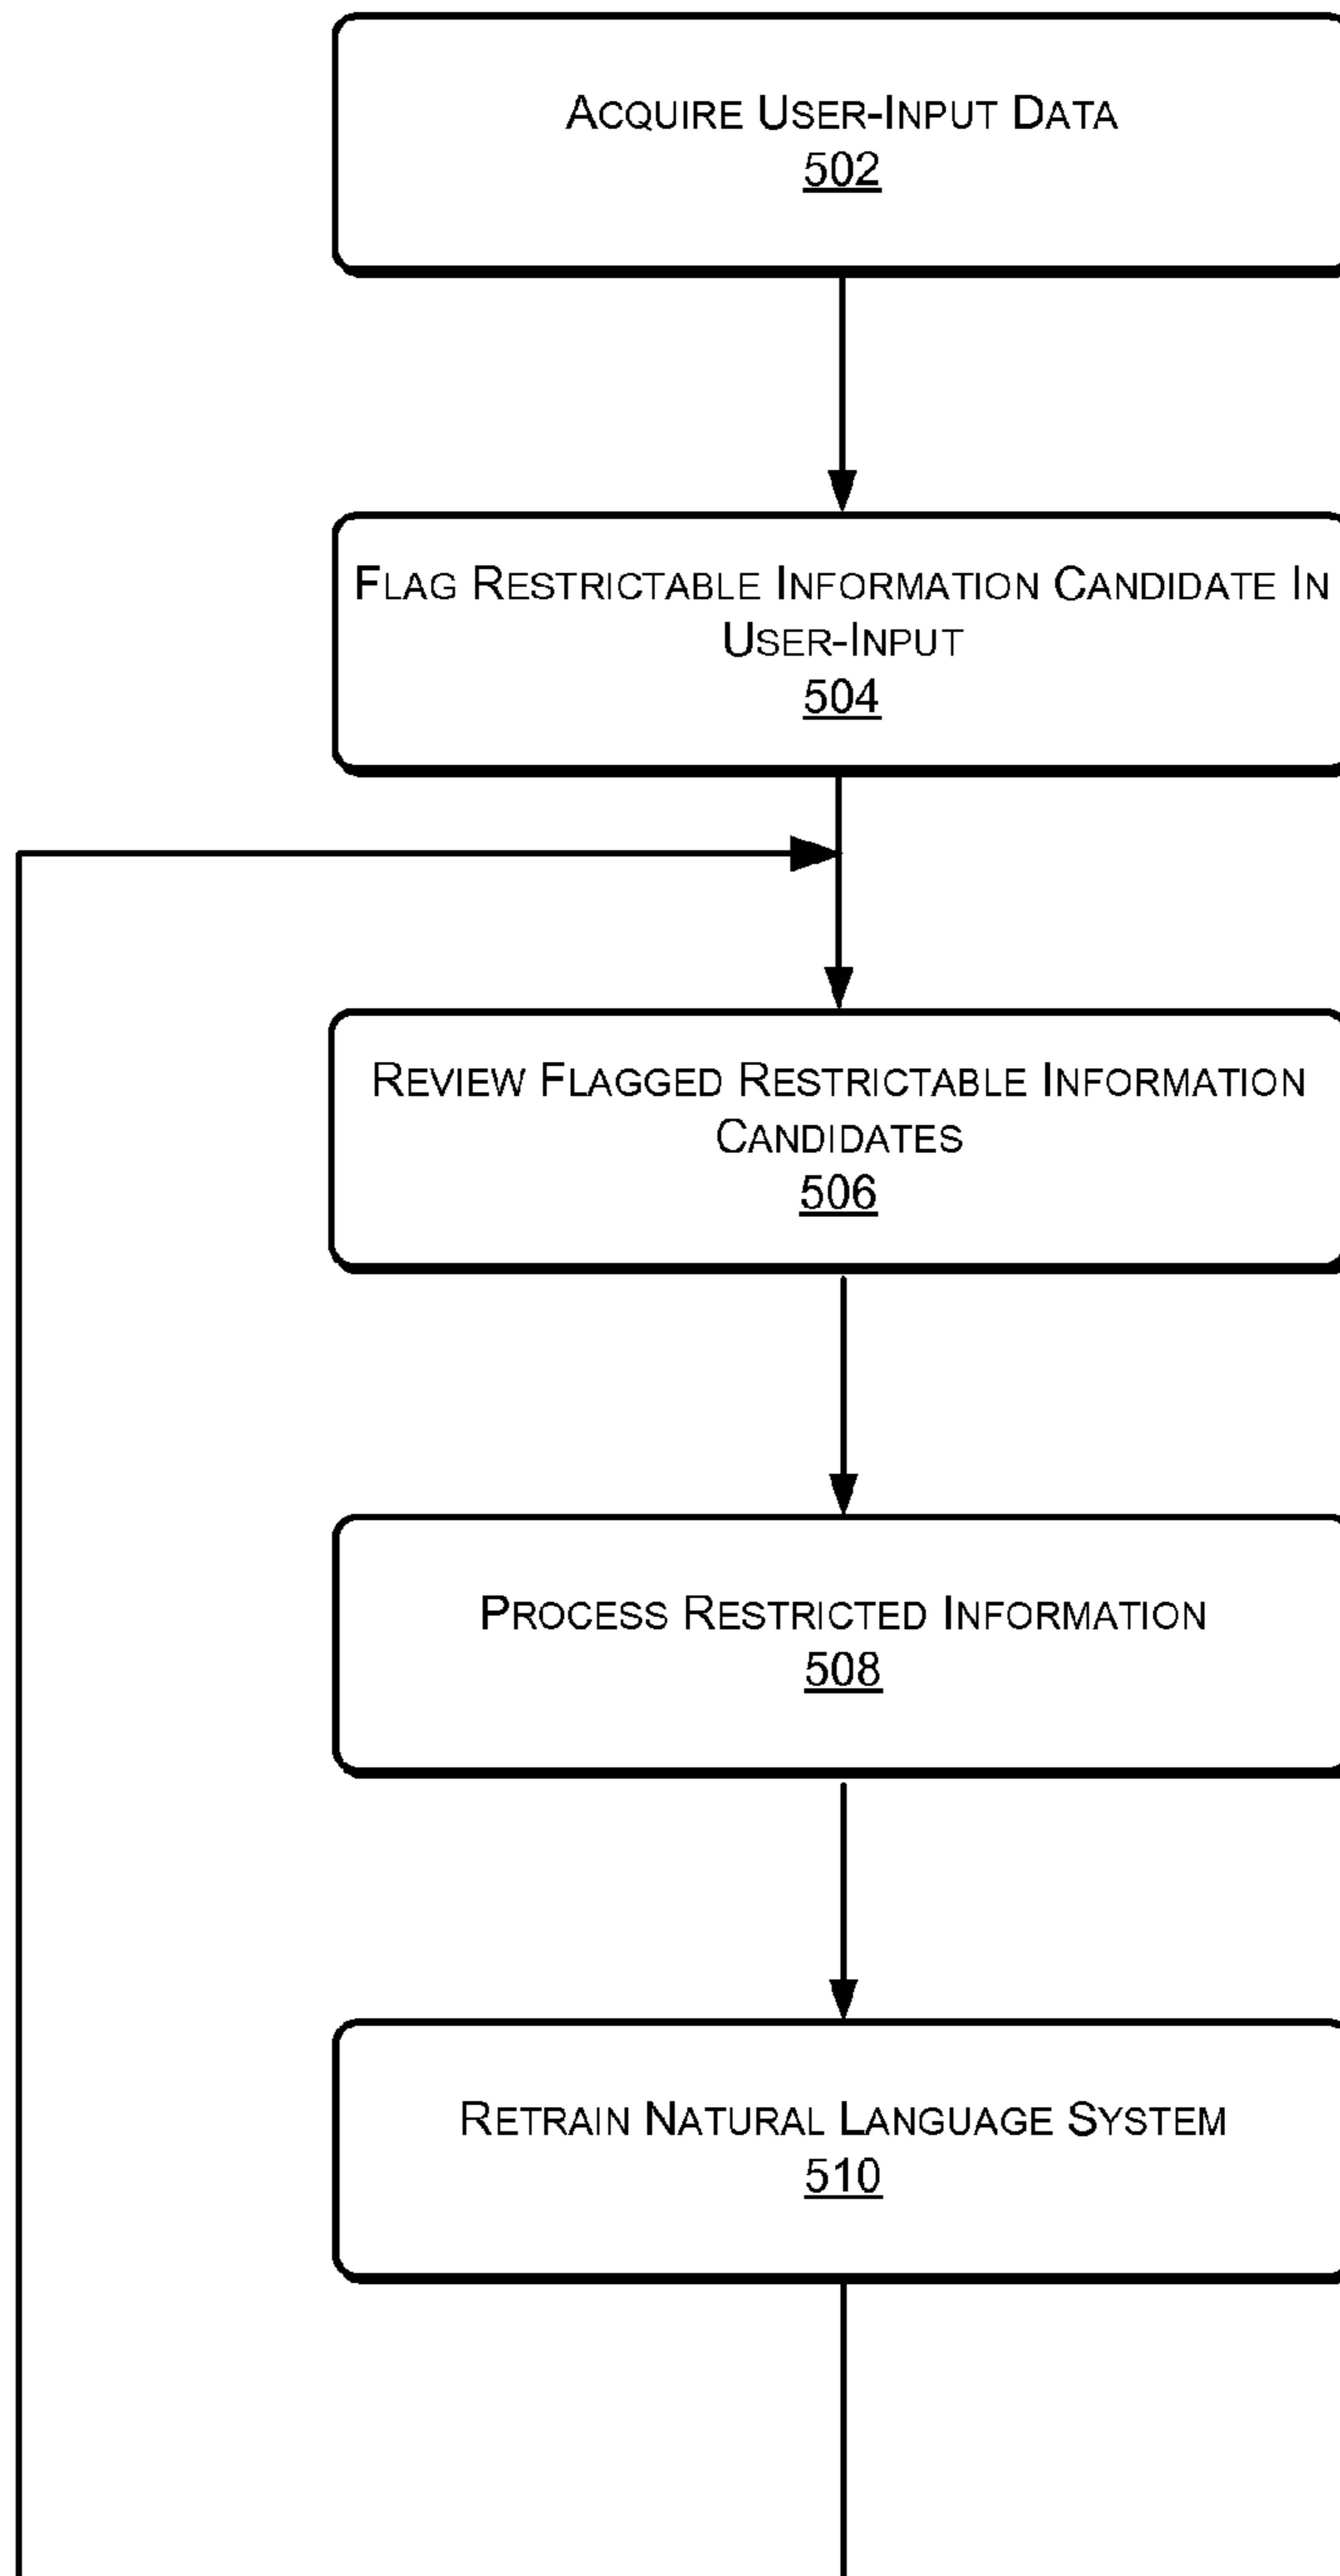 Acquire User-Input Data
502
Flag Restrictable Information Candidate In
User-Input
504
Review Flagged Restrictable Information
Candidates
506
Process Restricted Information
508
Retrain Natural Language System
510